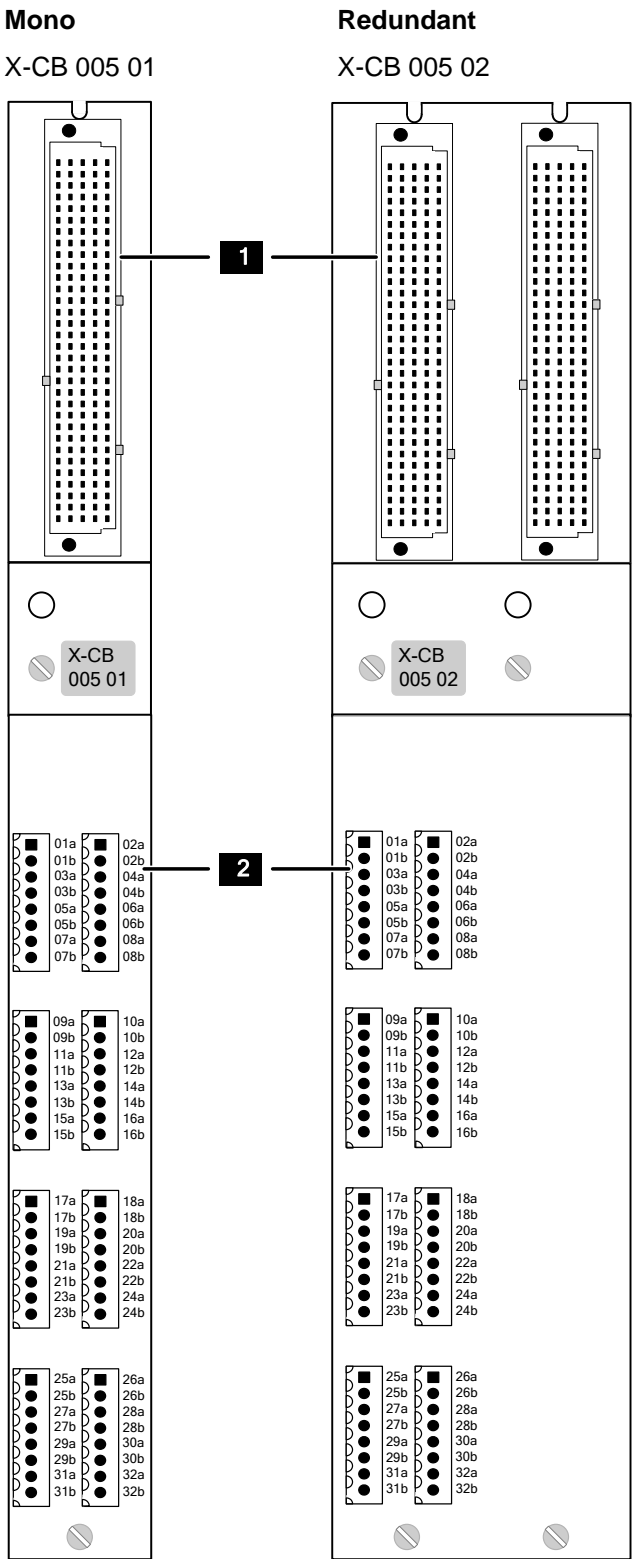 Mono
Redundant
X-CB 005 01
X-CB 005 02
1
X-CB
005 01
X-CB
005 02
2
01a 02a
01b 02b
03a 04a
03b 04b
05a 06a
05b 06b
07a 08a
07b 08b
09a 10a
09b 10b
11a 12a
11b 12b
13a 14a
13b 14b
15a 16a
15b 16b
17a 18a
17b 18b
19a 20a
19b 20b
21a 22a
21b 22b
23a 24a
23b 24b
25a 26a
25b 26b
27a 28a
27b 28b
29a 30a
29b 30b
31a 32a
31b 32b
01a 02a
01b 02b
03a 04a
03b 04b
05a 06a
05b 06b
07a 08a
07b 08b
09a 10a
09b 10b
11a 12a
11b 12b
13a 14a
13b 14b
15a 16a
15b 16b
17a 18a
17b 18b
19a 20a
19b 20b
21a 22a
21b 22b
23a 24a
23b 24b
25a 26a
25b 26b
27a 28a
27b 28b
29a 30a
29b 30b
31a 32a
31b 32b